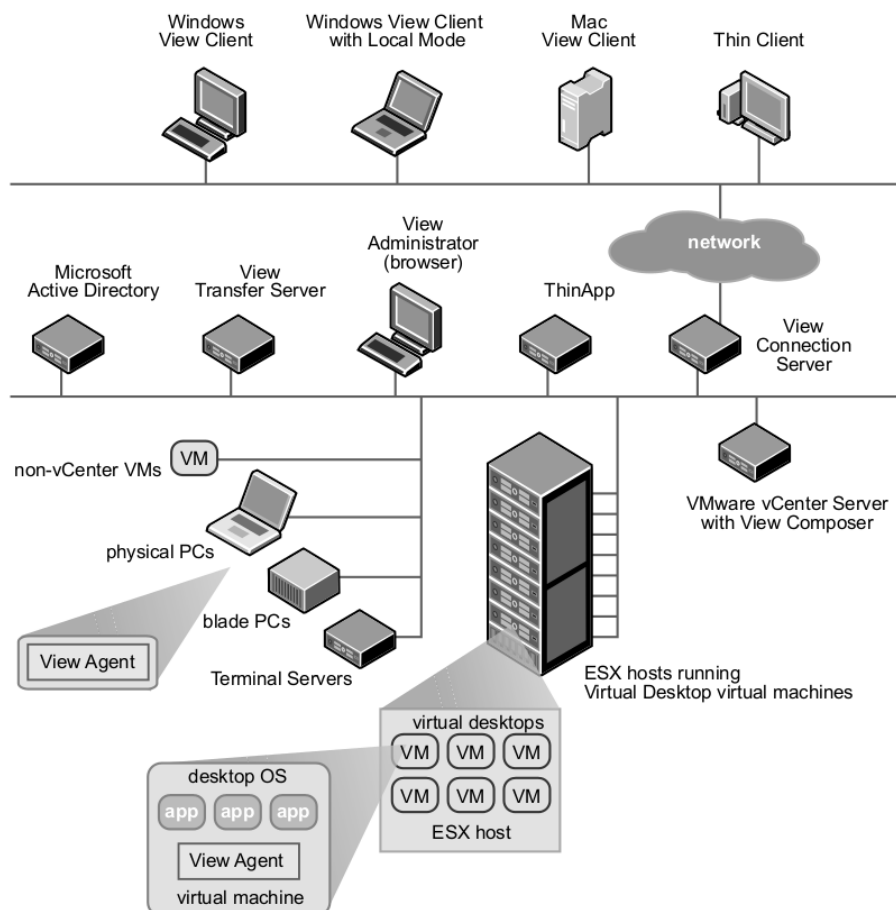 Windows
View Client
Windows View Client
with Local Mode
Mac
View Client
Thin Client
network
Microsoft
Active Directory
View
Transfer Server
View
Administrator
(browser)
ThinApp
View
Connection
Server
non-vCenter VMs
VM
physical PCs
blade PCs
Terminal Servers
View Agent
VMware vCenter Server
with View Composer
ESX hosts running
Virtual Desktop virtual machines
virtual desktops
VM VM VM
VM VM VM
ESX host
desktop OS
app app app
View Agent
virtual machine